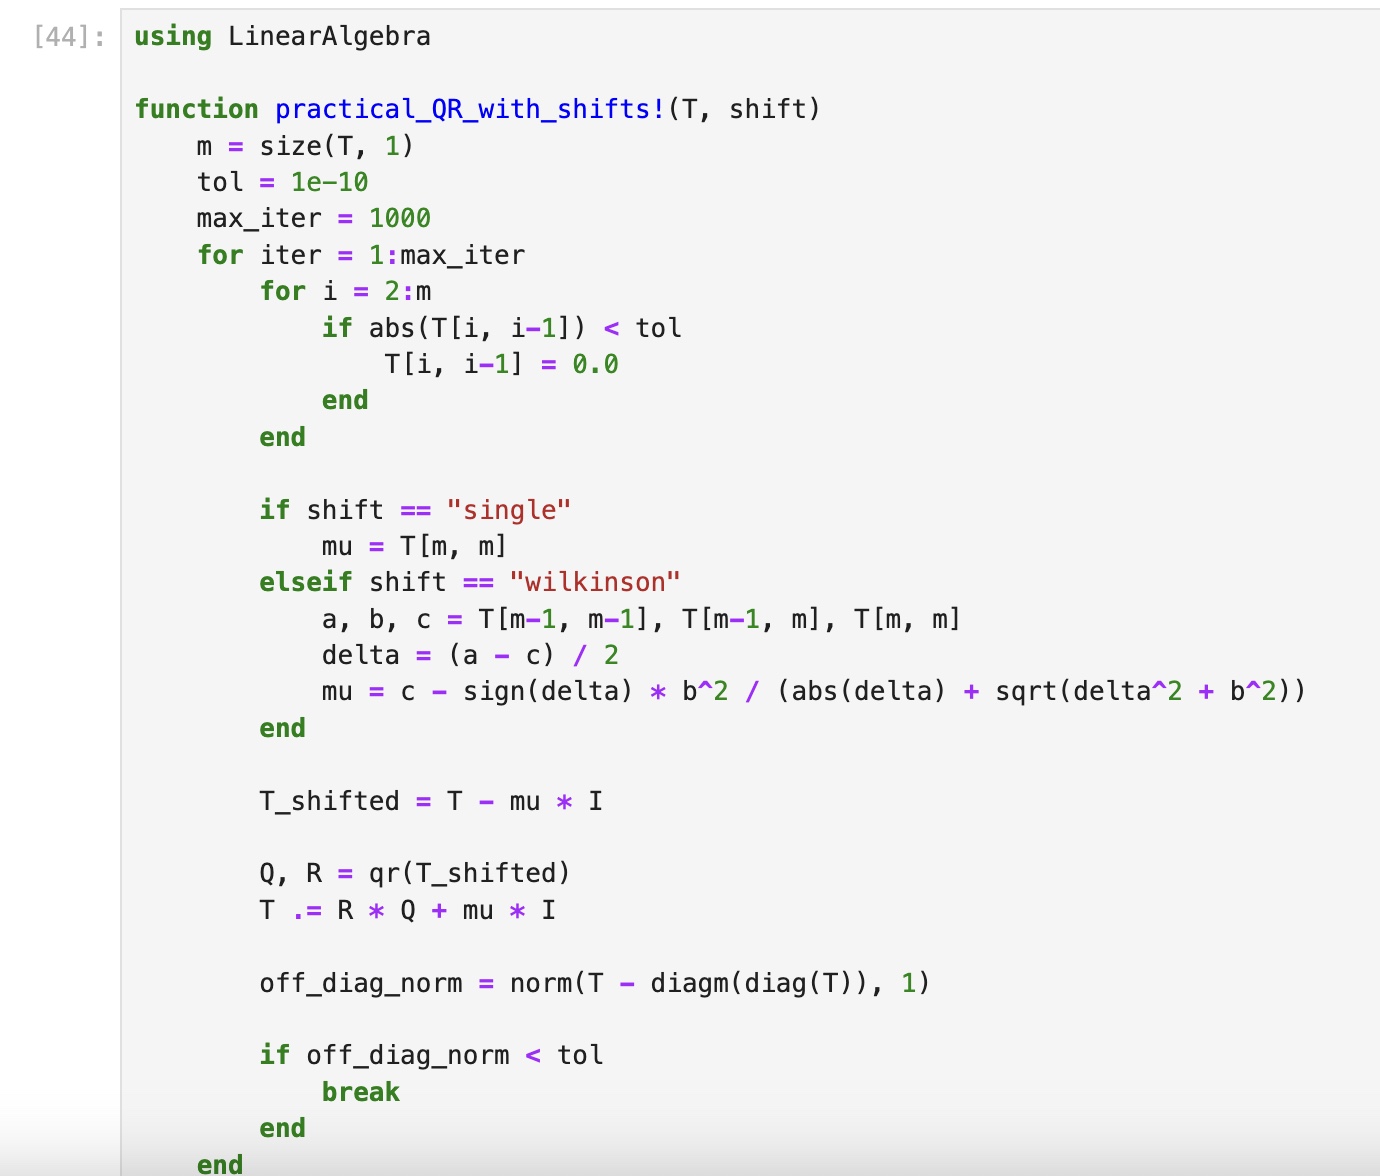 [44]:
using LinearAlgebra
function practical_QR_with_shifts!(T, shift)
    m = size(T, 1)
    tol = 1e-10
    max_iter = 1000
    for iter = 1:max_iter
        for i = 2:m
            if abs(T[i, i-1]) < tol
                T[i, i-1] = 0.0
            end
        end
        if shift == "single"
            mu = T[m, m]
        elseif shift == "wilkinson"
            a, b, c = T[m-1, m-1], T[m-1, m], T[m, m]
            delta = (a - c) / 2
            mu = c - sign(delta) * b^2 / (abs(delta) + sqrt(delta^2 + b^2))
        end
        T_shifted = T - mu * I
        Q, R = qr(T_shifted)
        T .= R * Q + mu * I
        off_diag_norm = norm(T - diagm(diag(T)), 1)
        if off_diag_norm < tol
            break
        end
    end